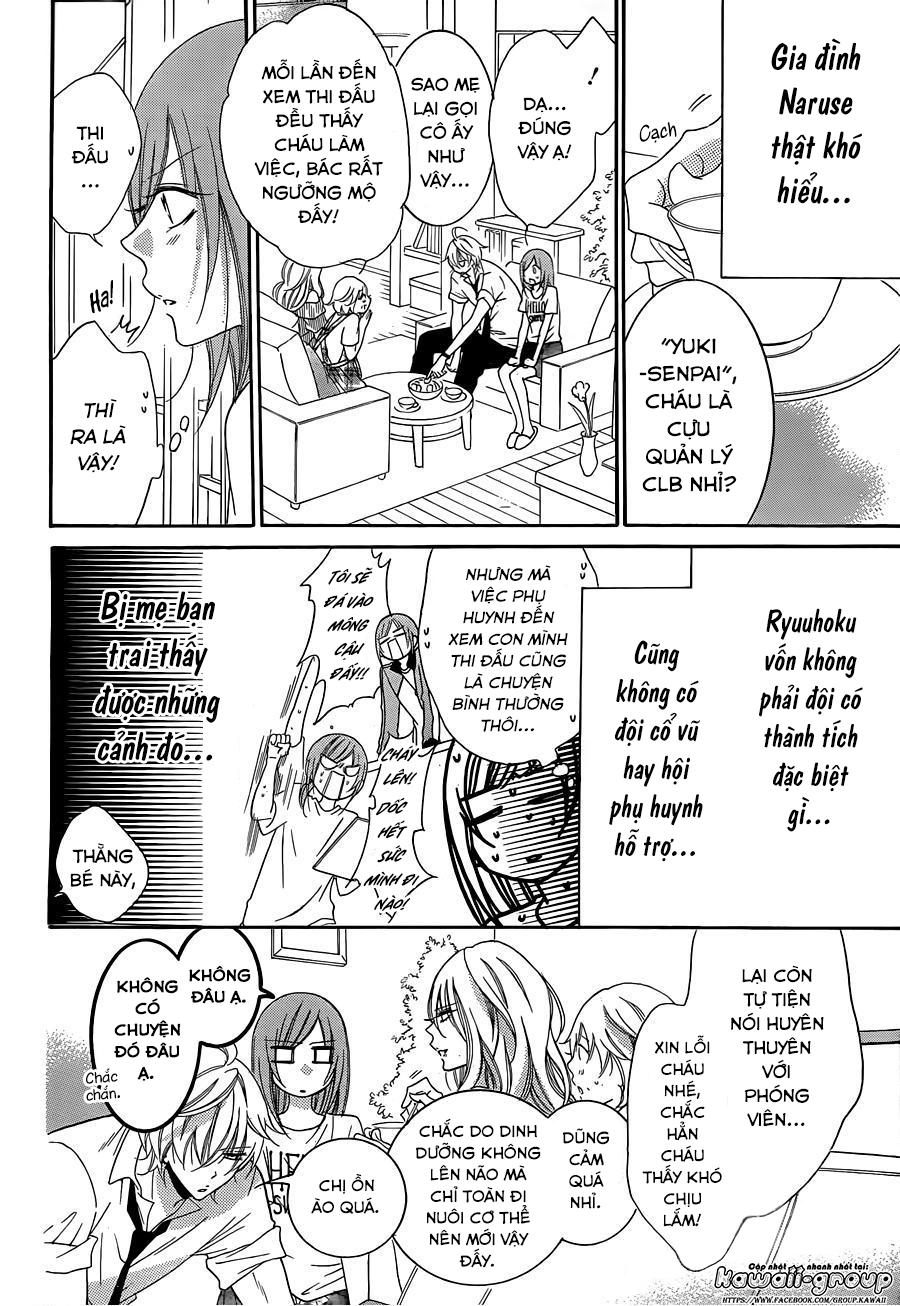 Gia đình
Naruse
thật khó
hiểu...
Cạch
"YUKI
-SENPAI",
CHÁU LÀ
CỰU
QUẢN LÝ
CLB NHỈ?
!
DẠ...
ĐÚNG
VẬY Ạ!
SAO MẸ
LẠI GỌI
CÔ ẤY
NHƯ
VẬY...
MỖI LẦN ĐẾN
XEM THI ĐẤU
ĐỀU THẤY
CHÁU LÀM
VIỆC, BÁC RẤT
NGƯỠNG MỘ
ĐẤY!
HELLO
THI
ĐẤU
...
Ha!
THÌ
RA LÀ
VẬY!
Ryuuhoku
vốn không
phải đội có
thành tích
đặc biệt
gì...
Cũng
không có
đội cổ vũ
hay hội
phụ huynh
hỗ trợ...
NHƯNG MÀ
VIỆC PHỤ
HUYNH ĐẾN
XEM CON MÌNH
THI ĐẤU CŨNG
LÀ CHUYỆN
BÌNH THƯỜNG
THÔI...
TÔI SẼ
ĐÁ VÀO
MÔNG
CẬU
ĐẤY!!
CHẠY
LÊN!
DỐC
HẾT
SỨC
MÌNH ĐI
NÀO!
Bị mẹ bạn
trai thấy
được những
cảnh đó...
THẰNG
BÉ NÀY,
LẠI CÒN
TỰ TIỆN
NÓI HUYÊN
THUYÊN
VỚI
PHÓNG
VIÊN...
XIN LỖI
CHÁU
NHÉ,
CHẮC
HẲN
CHÁU
THẤY KHÓ
CHỊU
LẮM!
KHÔNG
ĐÂU Ạ.
KHÔNG
CÓ
CHUYỆN
ĐÓ ĐÂU
Ạ.
Chắc
chắn.
DŨNG
CẢM
QUÁ
NHỈ.
CHẮC DO DINH
DƯỠNG KHÔNG
LÊN NÃO MÀ
CHỈ TOÀN ĐI
NUÔI CƠ THỂ
NÊN MỚI VẬY
ĐẤY.
CHỊ ỒN
ÀO QUÁ.
Cập nhật nhanh nhất tại:
kawaii-group
HTTPS://WWW.FACEBOOK.COM/GROUP.KAWAII